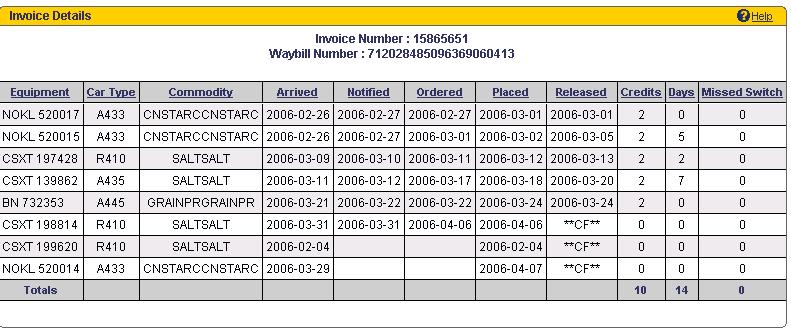 Invoice Details Help
Invoice Number : 15865651
Waybill Number : 712028485096369060413
Equipment Car Type Commodity Arrived Notified Ordered Placed Released Credits Days Missed Switch
NOKL 520017 A433 CNSTARCCNSTARC 2006-02-26 2006-02-27 2006-02-27 2006-03-01 2006-03-01 2 0 0
NOKL 520015 A433 CNSTARCCNSTARC 2006-02-26 2006-02-27 2006-03-01 2006-03-02 2006-03-05 2 5 0
CSXT 197428 R410 SALTSALT 2006-03-09 2006-03-10 2006-03-11 2006-03-12 2006-03-13 2 2 0
CSXT 139862 A435 SALTSALT 2006-03-11 2006-03-12 2006-03-17 2006-03-18 2006-03-20 2 7 0
BN 732353 A445 GRAINPRGRAINPR 2006-03-21 2006-03-22 2006-03-22 2006-03-24 2006-03-24 2 0 0
CSXT 198814 R410 SALTSALT 2006-03-31 2006-03-31 2006-04-06 2006-04-06 **CF** 0 0 0
CSXT 199620 R410 SALTSALT 2006-02-04 2006-02-04 **CF** 0 0 0
NOKL 520014 A433 CNSTARCCNSTARC 2006-03-29 2006-04-07 **CF** 0 0 0
Totals 10 14 0